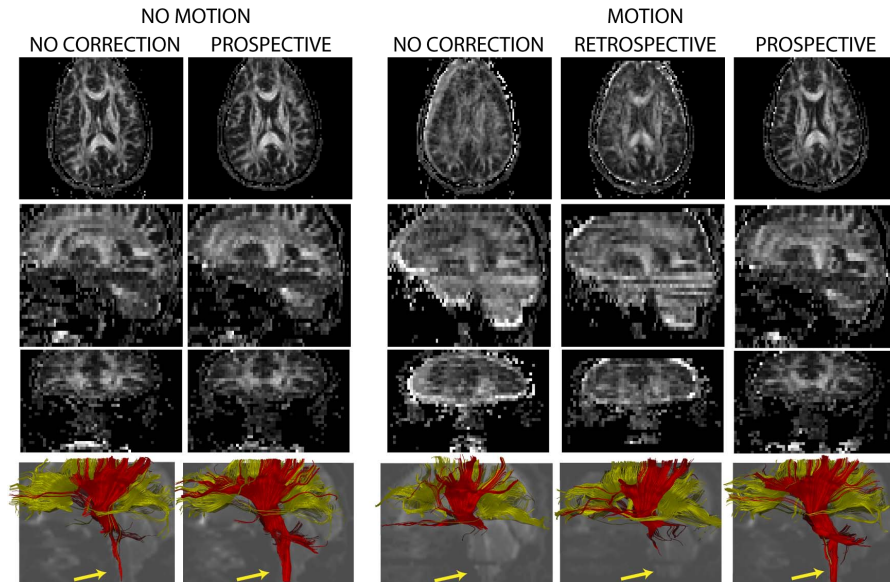 NO MOTION
MOTION
NO CORRECTION
PROSPECTIVE
NO CORRECTION
RETROSPECTIVE
PROSPECTIVE